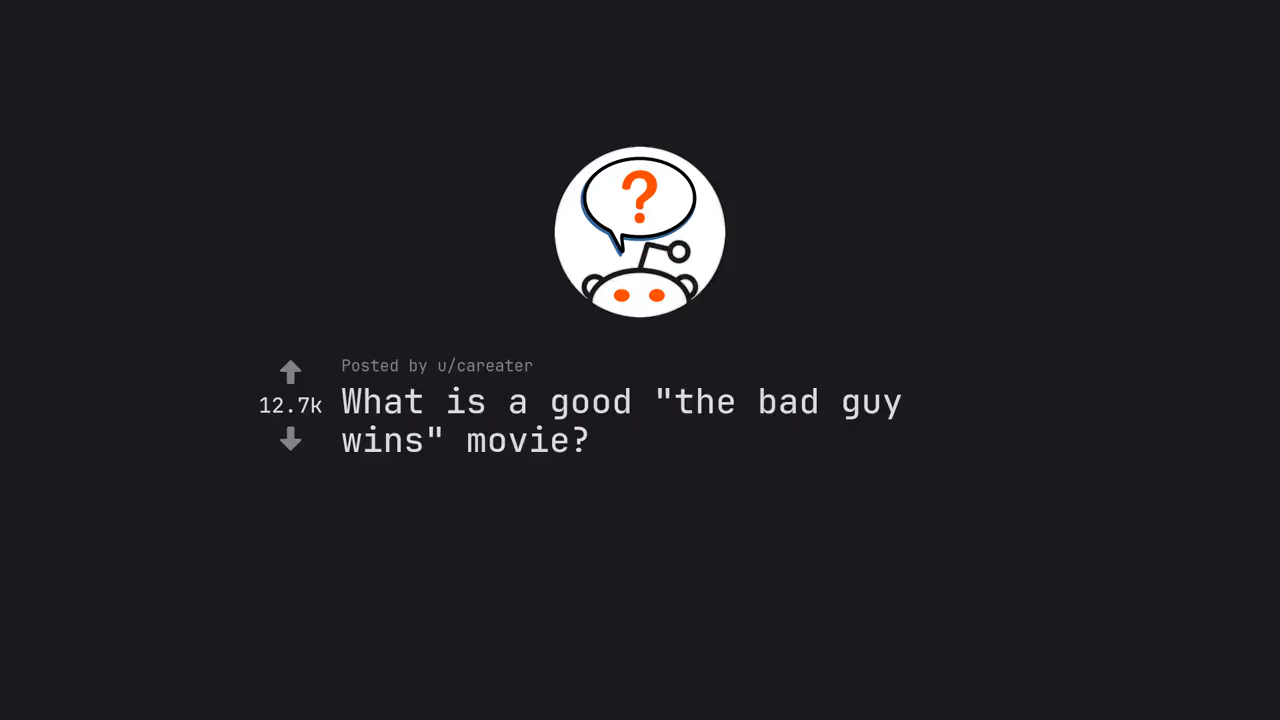 ?
Posted by u/careater
12.7k
What is a good "the bad guy
wins" movie?